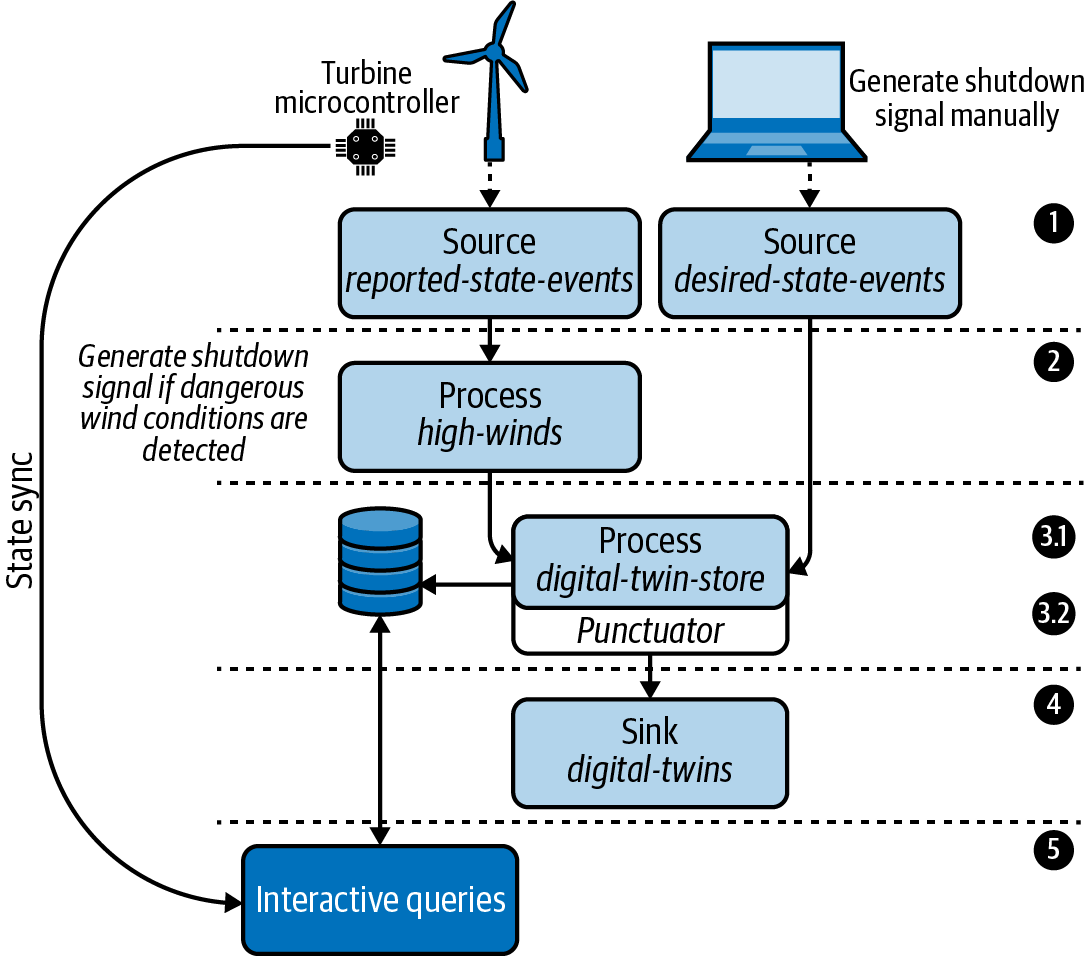 Turbine
microcontroller
Generate shutdown
signal manually
1
Source
reported-state-events
Source
desired-state-events
2
Generate shutdown
signal if dangerous
wind conditions are
detected
Process
high-winds
State sync
3.1
Process
digital-twin-store
3.2
Punctuator
4
Sink
digital-twins
5
Interactive queries